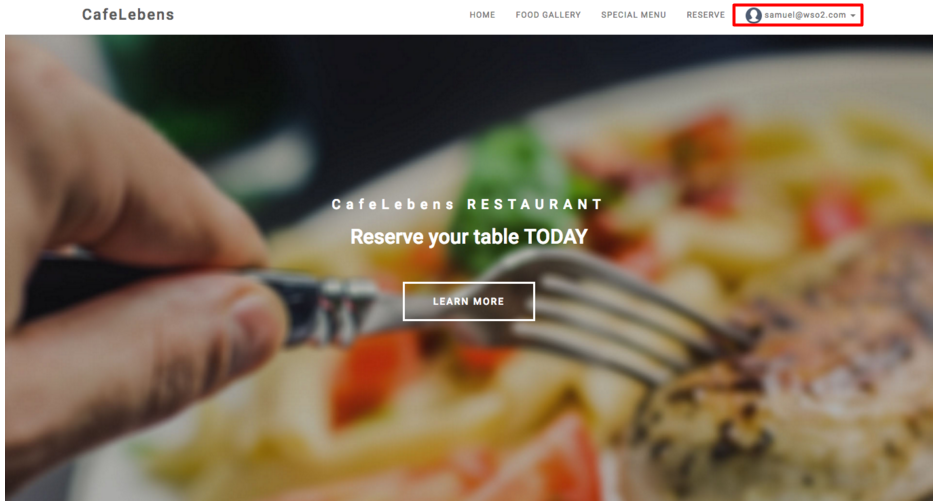 CafeLebens
HOME FOOD GALLERY SPECIAL MENU RESERVE samuel@wso2.com
CafeLebens RESTAURANT
Reserve your table TODAY
LEARN MORE